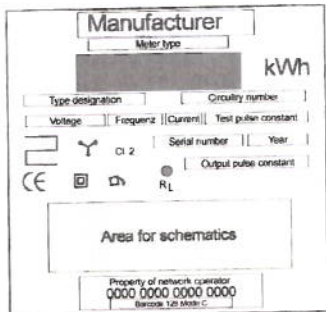 Manufacturer
Meter type
kWh
Type designation Circuitry number
Voltage Frequenz Current Test pulse constant
Cl.2 Serial number Year
Output pulse constant
CE RL
Area for schematics
Property of network operator
0000 0000 0000 0000
Barcode 128 Mode C